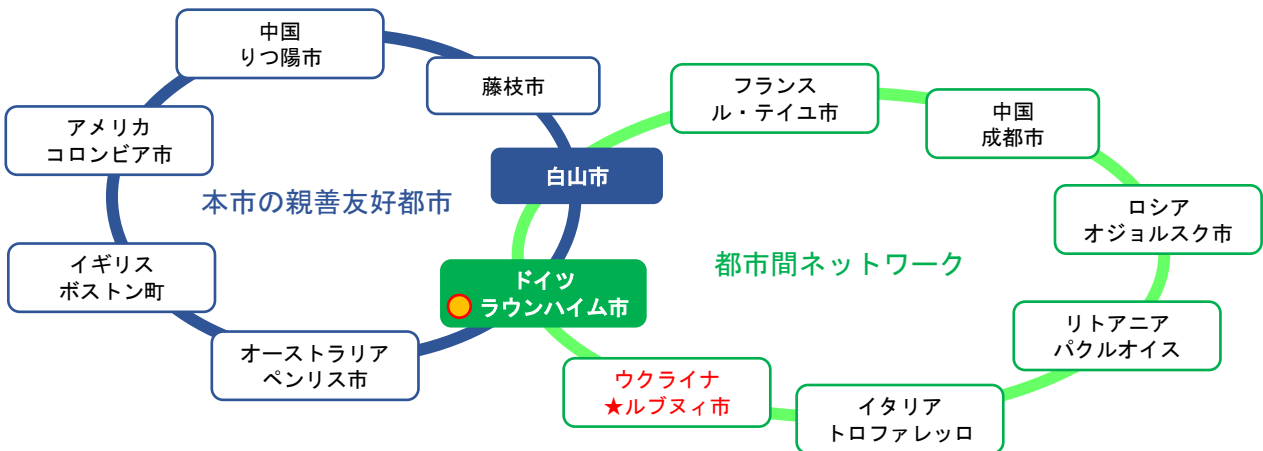 中国
りつ陽市
藤枝市
フランス
ル・テイユ市
中国
成都市
アメリカ
コロンビア市
白山市
本市の親善友好都市
ロシア
オジョルスク市
イギリス
ボストン町
ドイツ
ラウンハイム市
都市間ネットワーク
リトアニア
パクルオイス
オーストラリア
ペンリス市
ウクライナ
★ルブヌィ市
イタリア
トロファレッロ